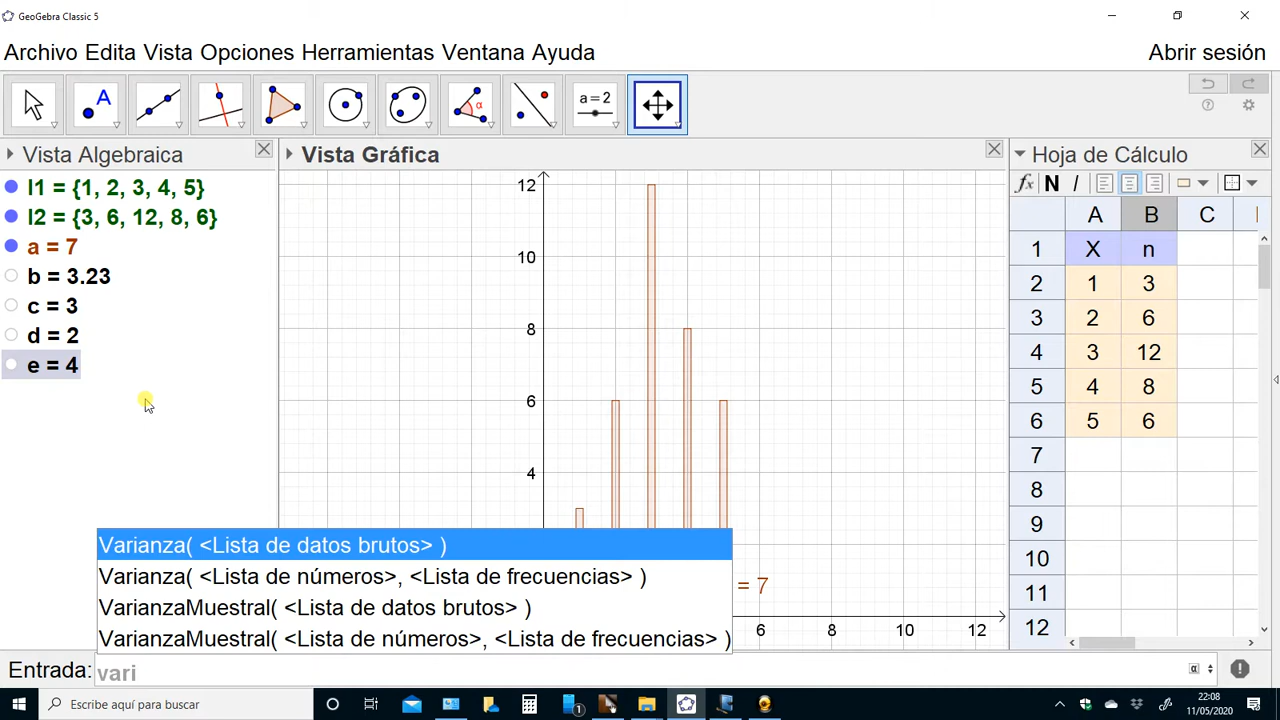 GeoGebra Classic 5
Archivo Edita Vista Opciones Herramientas Ventana Ayuda
Abrir sesión
A
α
a=2
Vista Algebraica
Vista Gráfica
Hoja de Cálculo
fx N I
l1 = {1, 2, 3, 4, 5}
l2 = {3, 6, 12, 8, 6}
a = 7
b = 3.23
c = 3
d = 2
e = 4
12
10
8
6
4
= 7
6 8 10 12
A B C
1 X n
2 1 3
3 2 6
4 3 12
5 4 8
6 5 6
7
8
9
10
11
12
Varianza( <Lista de datos brutos> )
Varianza( <Lista de números>, <Lista de frecuencias> )
VarianzaMuestral( <Lista de datos brutos> )
VarianzaMuestral( <Lista de números>, <Lista de frecuencias> )
Entrada: vari
α
Escribe aquí para buscar
1
22:08
11/05/2020